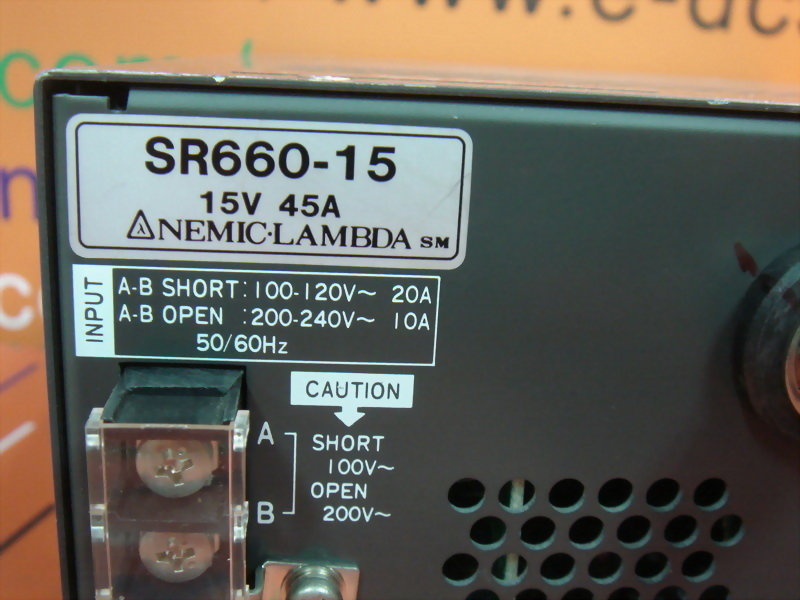 SR660-15
15V 45A
NEMIC·LAMBDA SM
INPUT
A-B SHORT: 100-120V~ 20A
A-B OPEN :200-240V~ 10A
50/60Hz
CAUTION
A
SHORT
100V~
OPEN
B
200V~